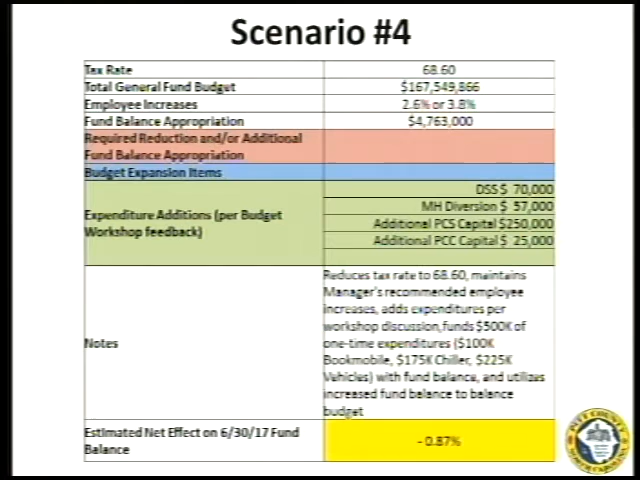 Scenario #4
Tax Rate 68.60
Total General Fund Budget $167,549,866
Employee Increases 2.6% or 3.8%
Fund Balance Appropriation $4,763,000
Required Reduction and/or Additional
Fund Balance Appropriation
Budget Expansion Items
Expenditure Additions (per Budget
Workshop feedback)
DSS $ 70,000
MH Diversion $ 57,000
Additional PCS Capital $250,000
Additional PCC Capital $ 25,000
Notes
Reduces tax rate to 68.60, maintains
Manager's recommended employee
increases, adds expenditures per
workshop discussion,funds $500K of
one-time expenditures ($100K
Bookmobile, $175K Chiller, $225K
Vehicles) with fund balance, and utilizes
increased fund balance to balance
budget
Estimated Net Effect on 6/30/17 Fund
Balance
- 0.87%
PITT COUNTY
NORTH CAROLINA